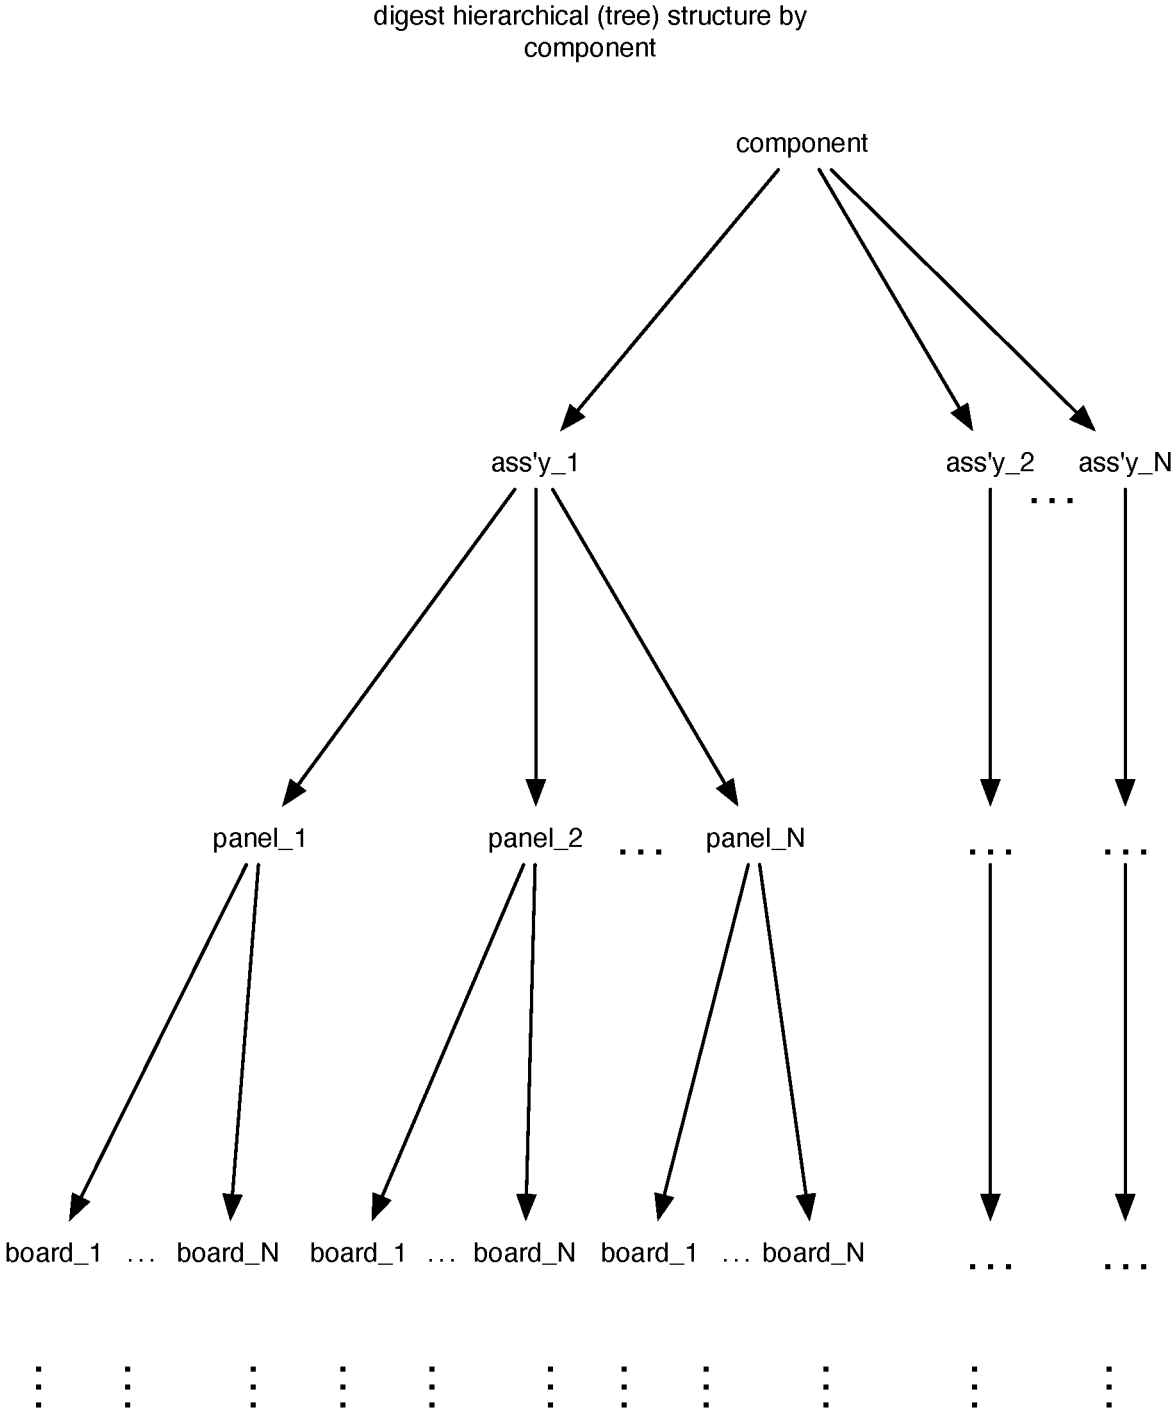 digest hierarchical (tree) structure by
component
component
ass'y_1
ass'y_2
...
ass'y_N
panel_1
panel_2
...
panel_N
...
...
board_1 ... board_N
board_1 ... board_N
board_1 ... board_N
...
...